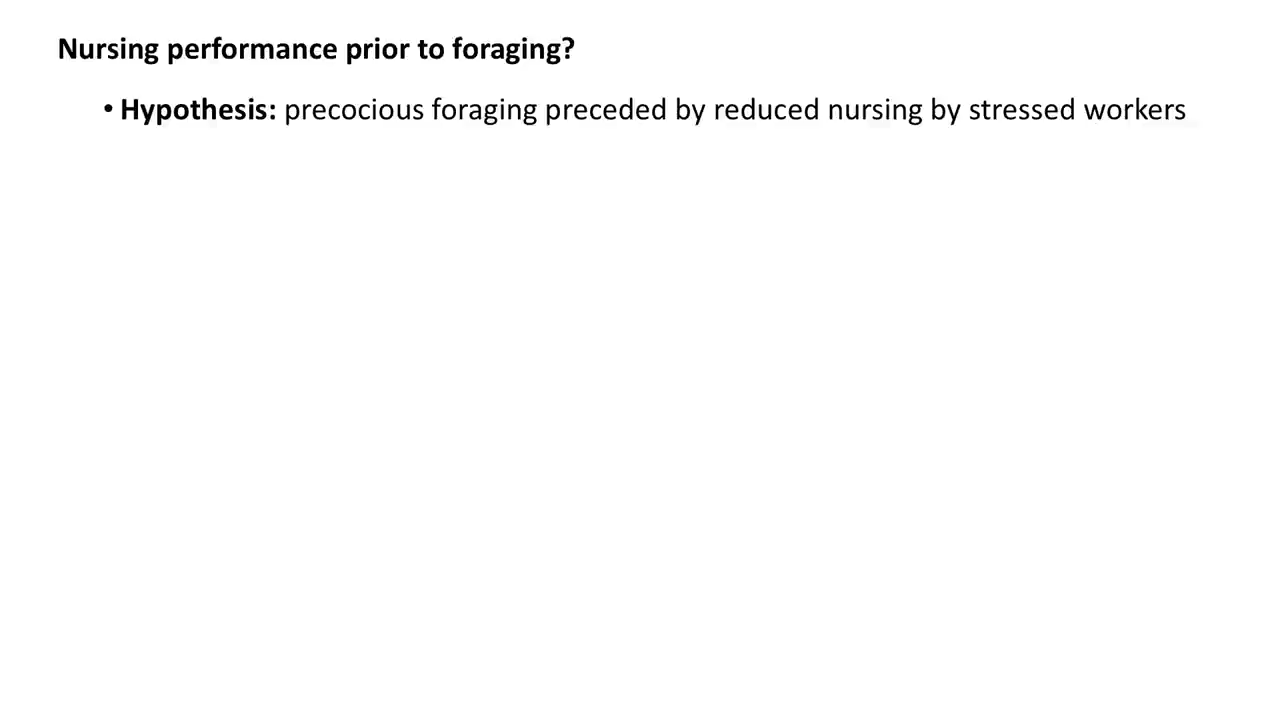 Nursing performance prior to foraging?
• Hypothesis: precocious foraging preceded by reduced nursing by stressed workers